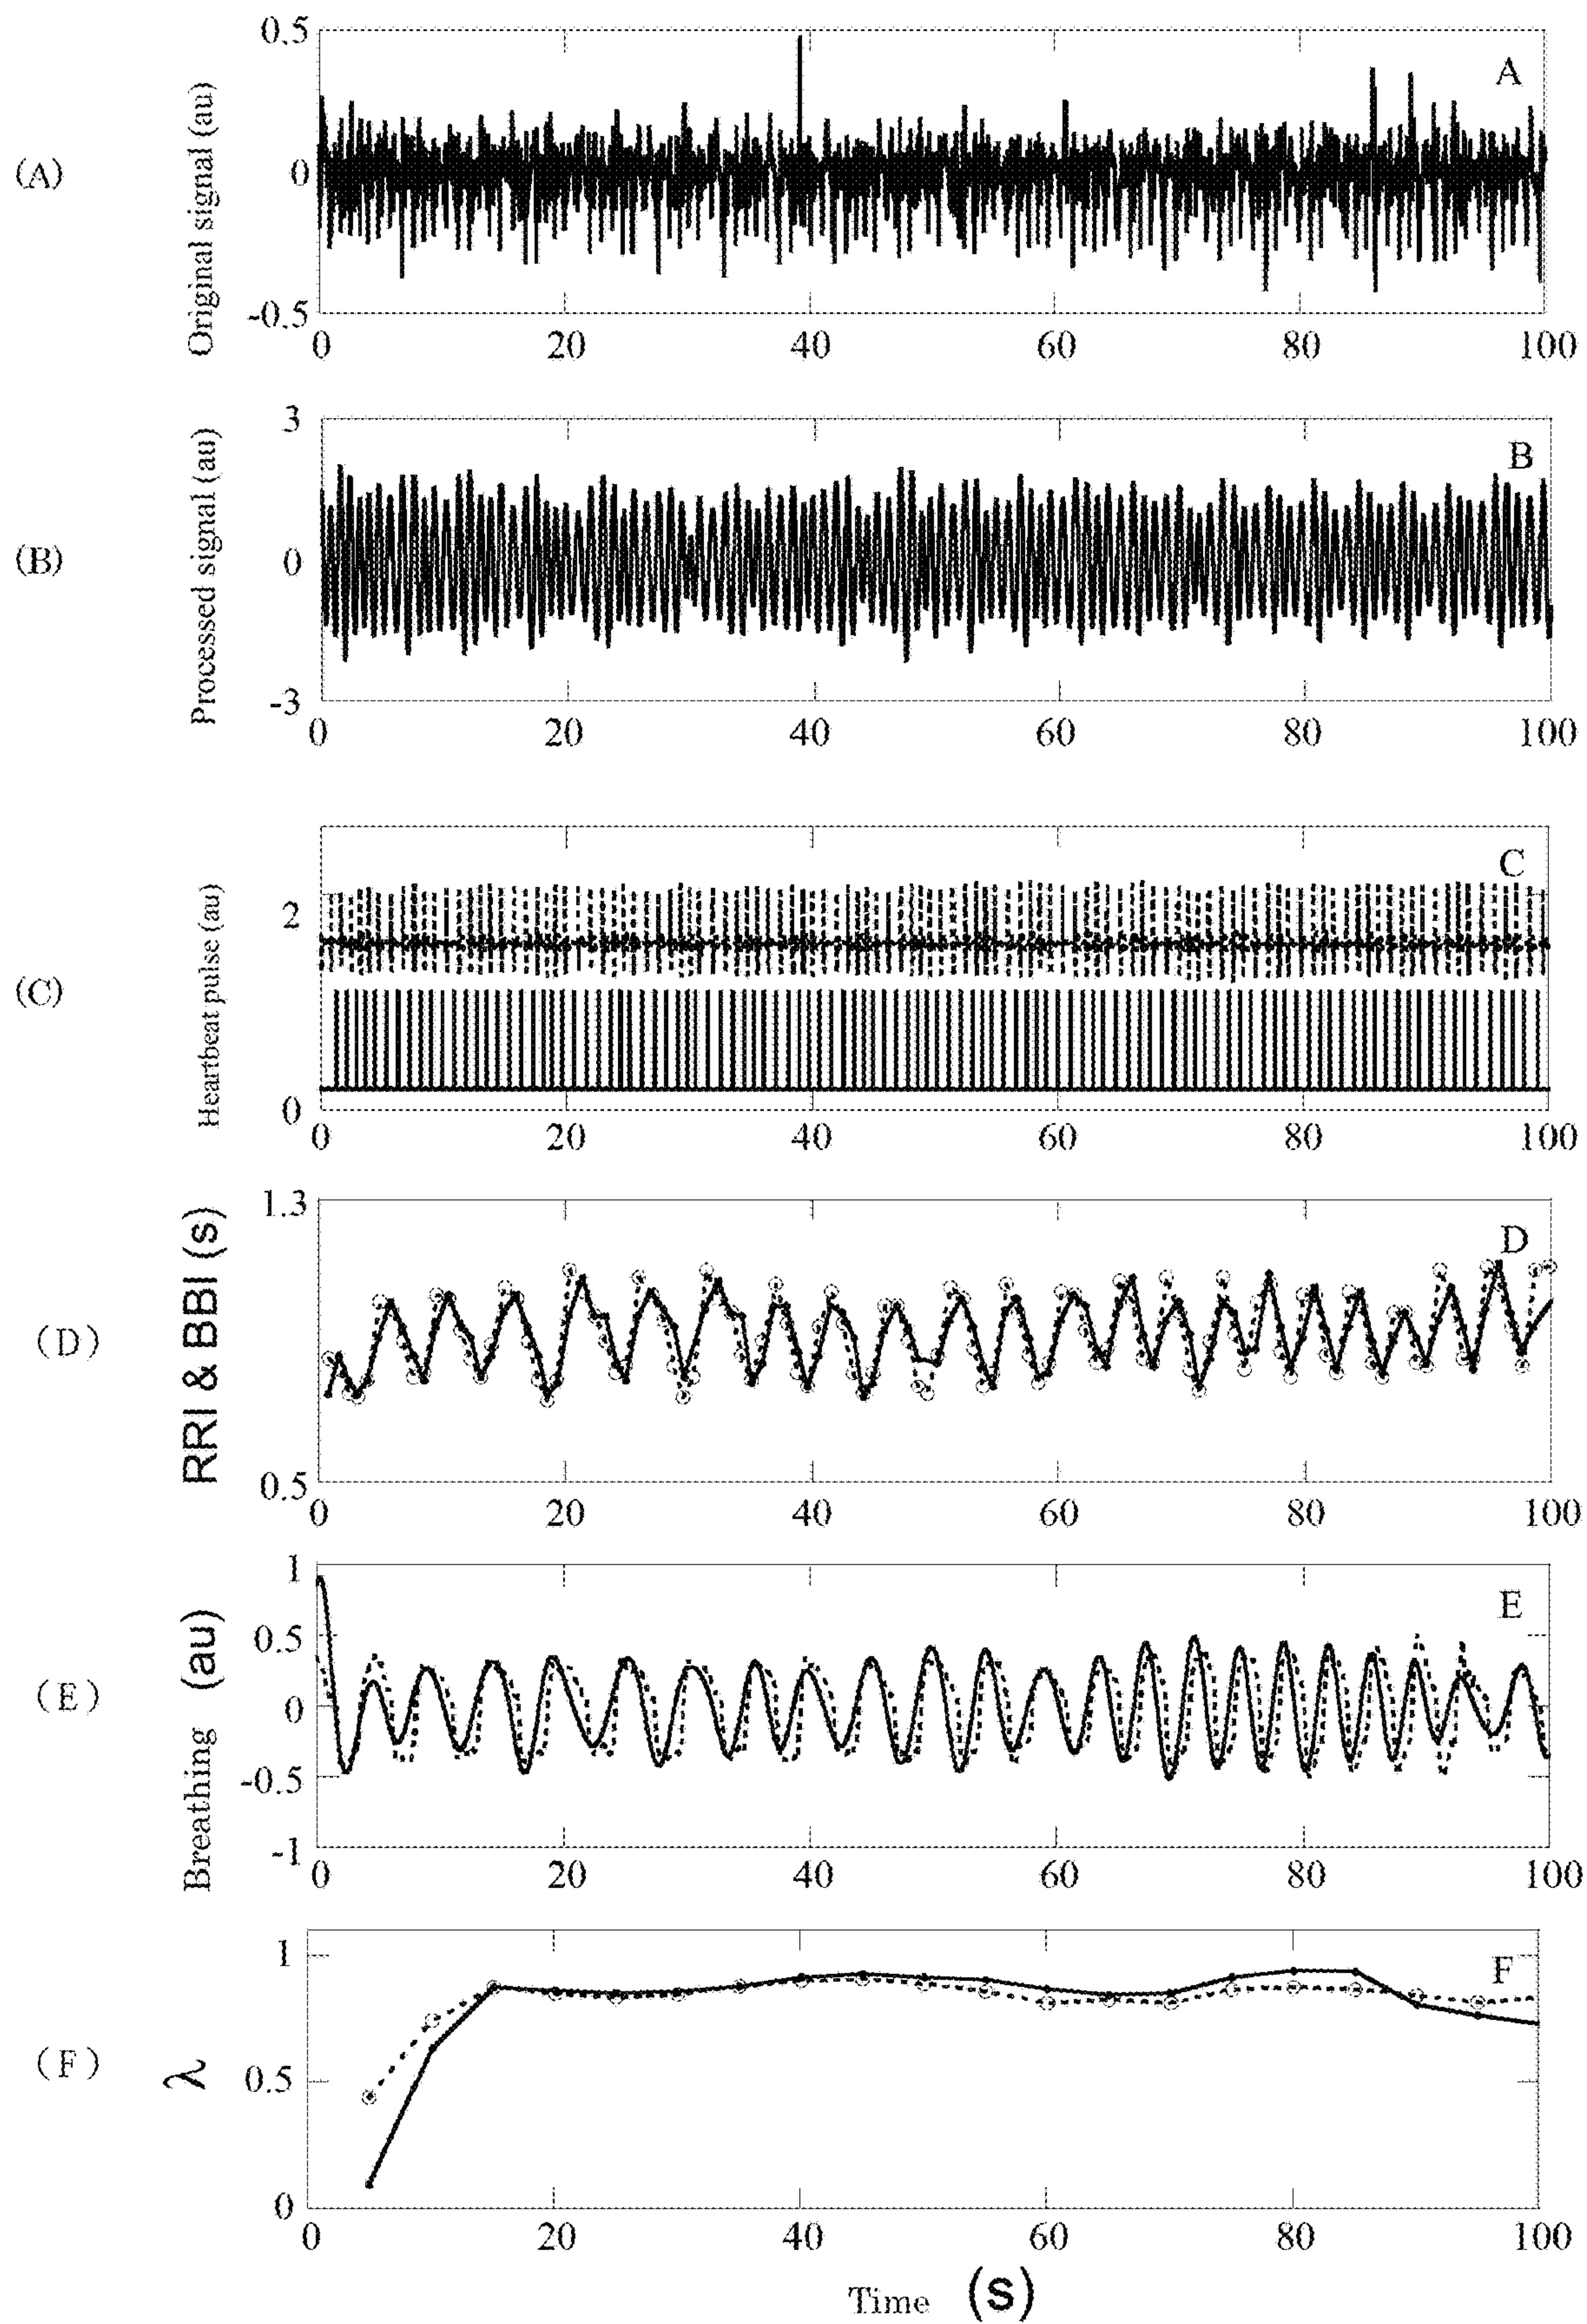 (A)
Original signal (au)
0.5
0
-0.5
A
0 20 40 60 80 100
(B)
Processed signal (au)
3
0
-3
B
0 20 40 60 80 100
(C)
Heartbeat pulse (au)
2
0
C
0 20 40 60 80 100
(D)
RRI & BBI (s)
1.3
0.5
D
0 20 40 60 80 100
(E)
Breathing (au)
1
0.5
0
-0.5
-1
E
0 20 40 60 80 100
(F)
λ
1
0.5
0
F
0 20 40 60 80 100
Time (s)